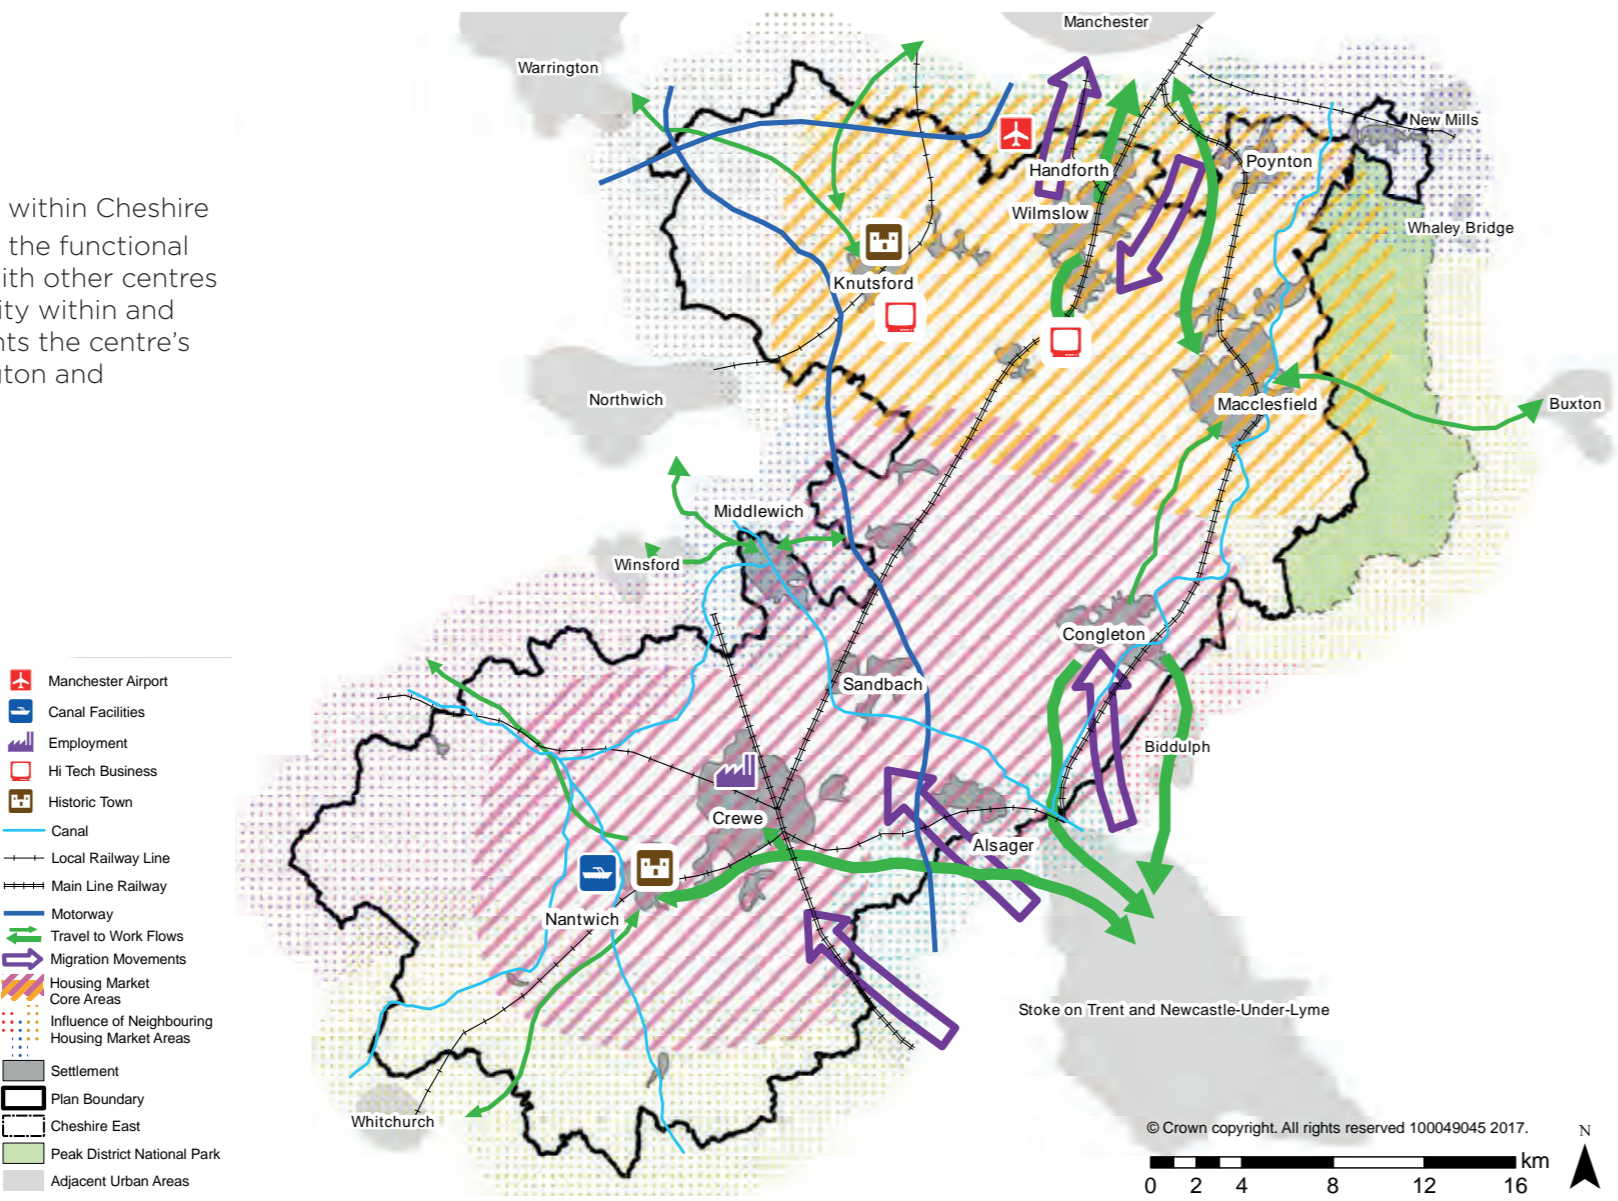 within Cheshire
the functional
with other centres
ity within and
nts the centre's
gton and
Manchester Airport
Canal Facilities
Employment
Hi Tech Business
Historic Town
Canal
Local Railway Line
Main Line Railway
Motorway
Travel to Work Flows
Migration Movements
Housing Market
Core Areas
Influence of Neighbouring
Housing Market Areas
Settlement
Plan Boundary
Cheshire East
Peak District National Park
Adjacent Urban Areas
Manchester
Warrington
New Mills
Handforth
Poynton
Wilmslow
Whaley Bridge
Knutsford
Northwich
Macclesfield
Buxton
Middlewich
Winsford
Congleton
Sandbach
Biddulph
Crewe
Alsager
Nantwich
Stoke on Trent and Newcastle-Under-Lyme
Whitchurch
© Crown copyright. All rights reserved 100049045 2017.
N
km
0 2 4 8 12 16